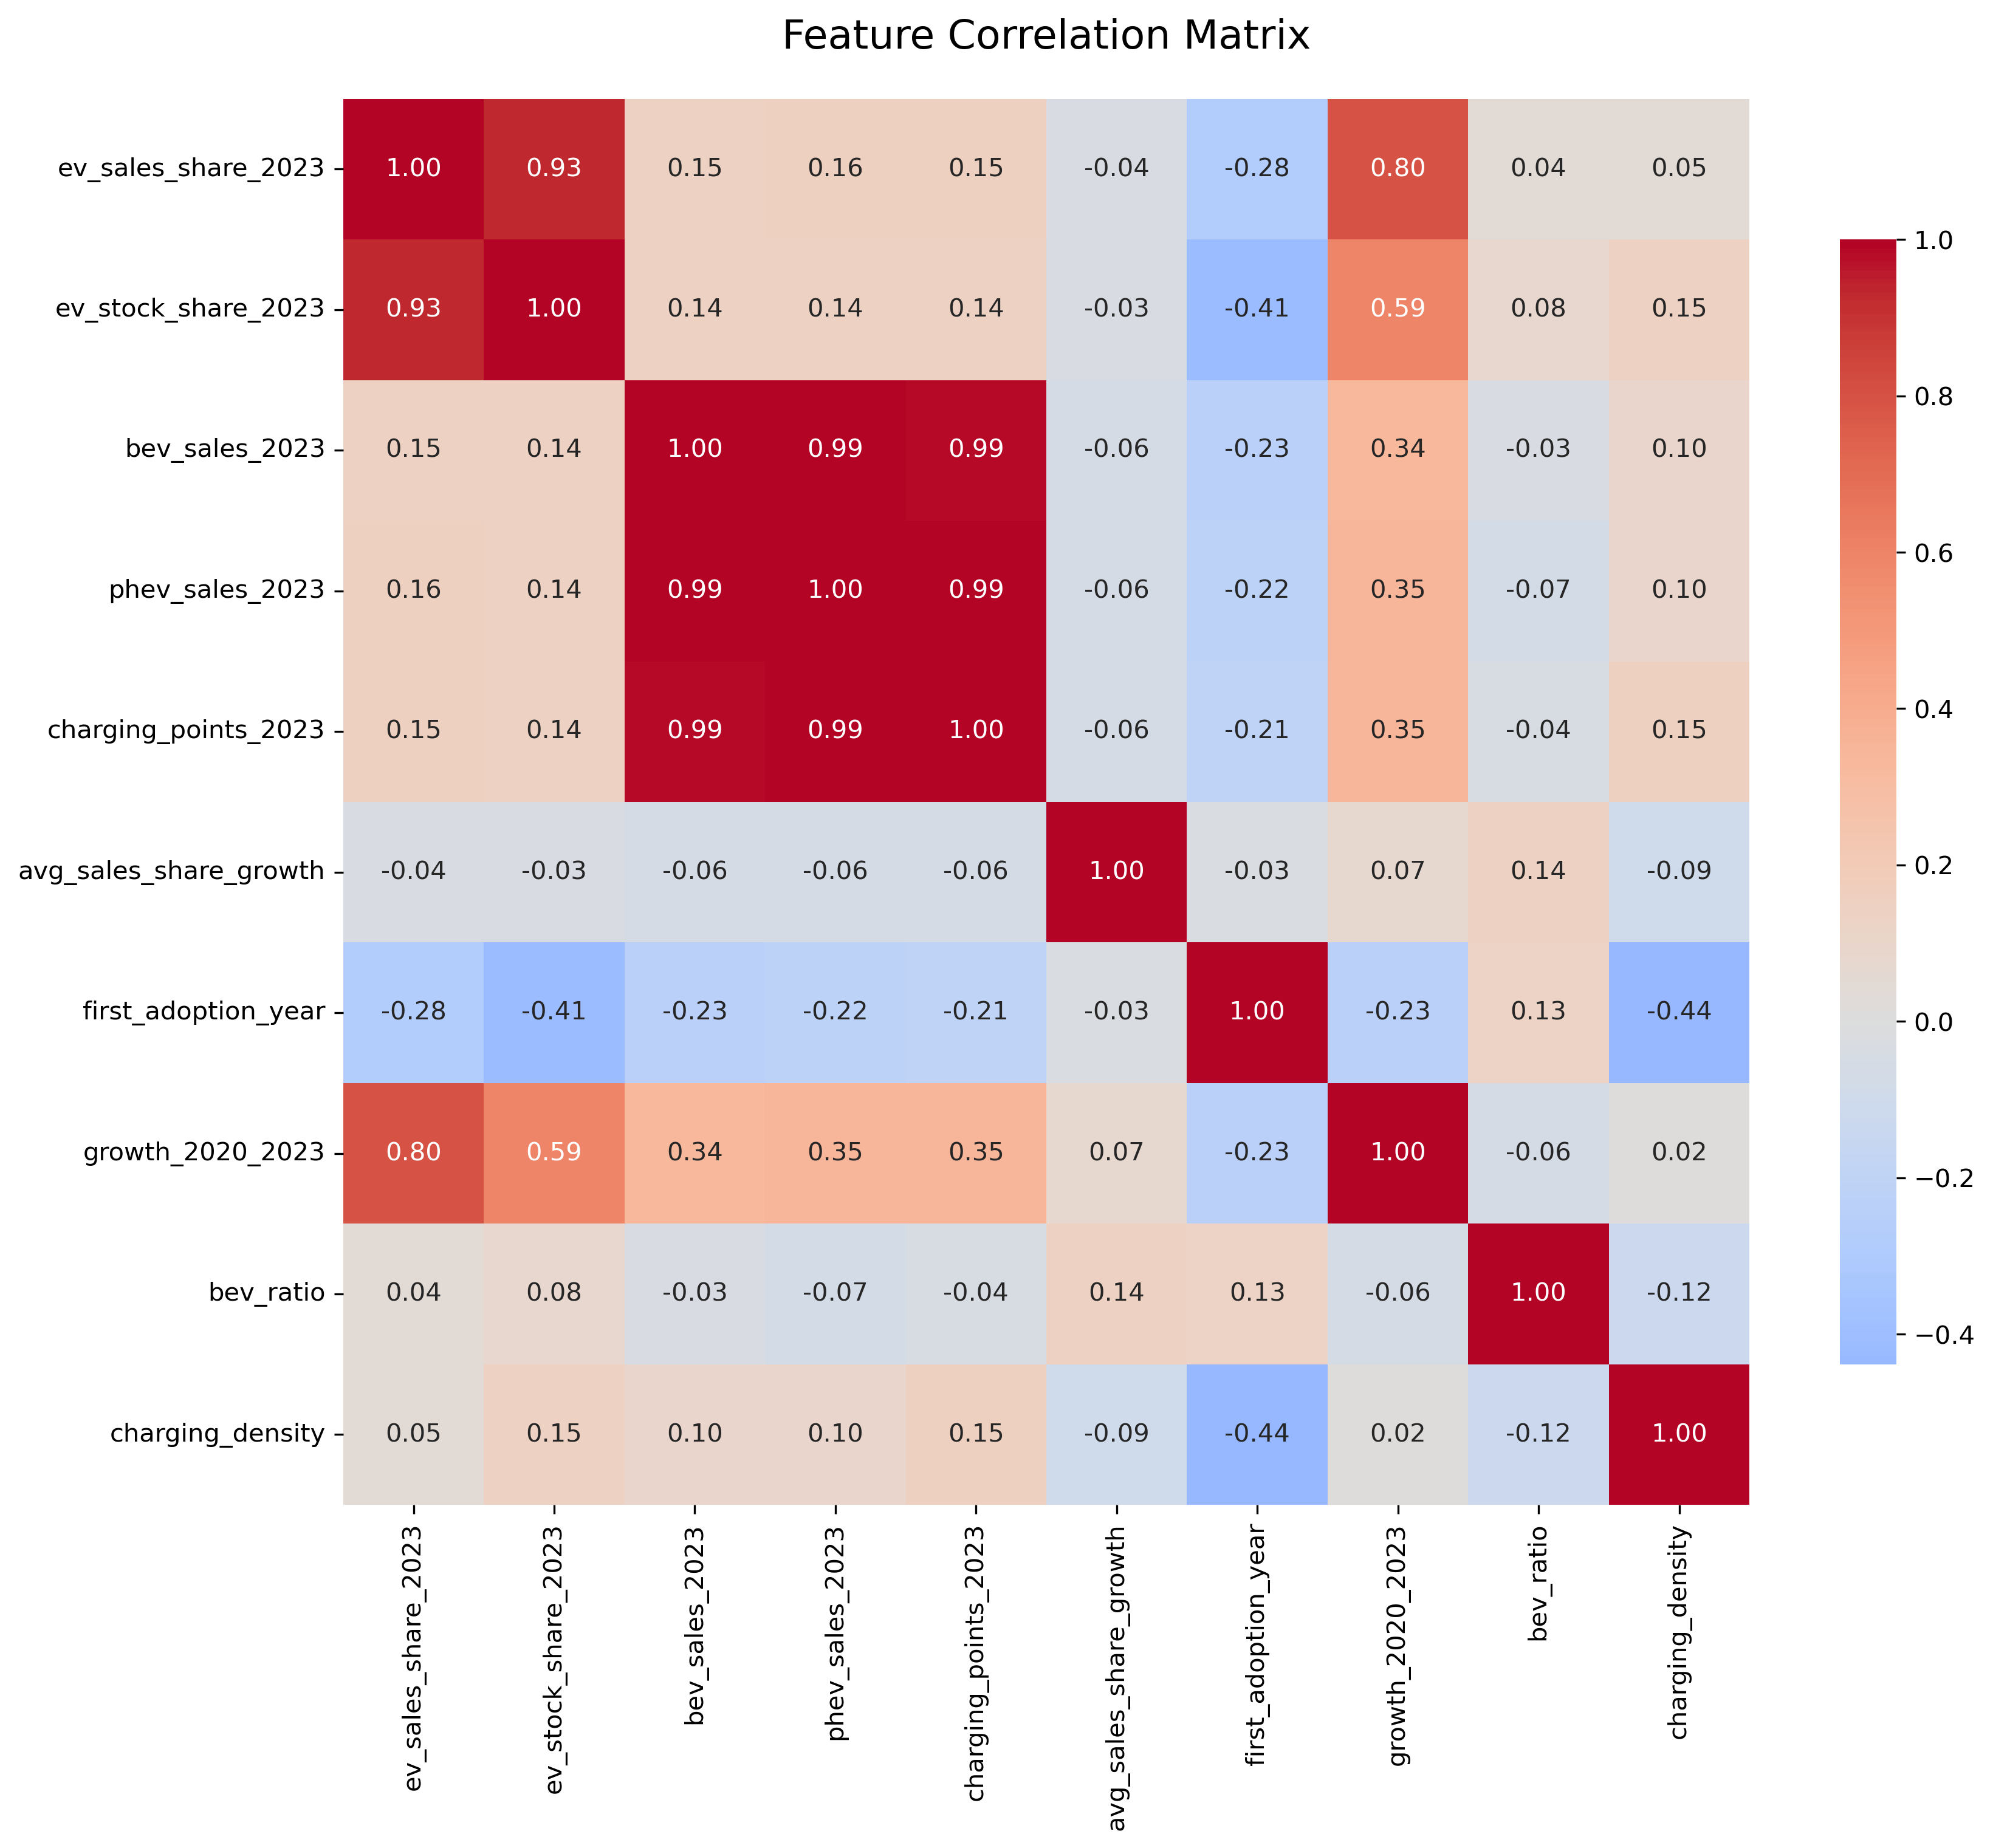 Feature Correlation Matrix
ev_sales_share_2023 1.00 0.93 0.15 0.16 0.15 -0.04 -0.28 0.80 0.04 0.05
ev_stock_share_2023 0.93 1.00 0.14 0.14 0.14 -0.03 -0.41 0.59 0.08 0.15
bev_sales_2023 0.15 0.14 1.00 0.99 0.99 -0.06 -0.23 0.34 -0.03 0.10
phev_sales_2023 0.16 0.14 0.99 1.00 0.99 -0.06 -0.22 0.35 -0.07 0.10
charging_points_2023 0.15 0.14 0.99 0.99 1.00 -0.06 -0.21 0.35 -0.04 0.15
avg_sales_share_growth -0.04 -0.03 -0.06 -0.06 -0.06 1.00 -0.03 0.07 0.14 -0.09
first_adoption_year -0.28 -0.41 -0.23 -0.22 -0.21 -0.03 1.00 -0.23 0.13 -0.44
growth_2020_2023 0.80 0.59 0.34 0.35 0.35 0.07 -0.23 1.00 -0.06 0.02
bev_ratio 0.04 0.08 -0.03 -0.07 -0.04 0.14 0.13 -0.06 1.00 -0.12
charging_density 0.05 0.15 0.10 0.10 0.15 -0.09 -0.44 0.02 -0.12 1.00
ev_sales_share_2023
ev_stock_share_2023
bev_sales_2023
phev_sales_2023
charging_points_2023
avg_sales_share_growth
first_adoption_year
growth_2020_2023
bev_ratio
charging_density
1.0
0.8
0.6
0.4
0.2
0.0
−0.2
−0.4